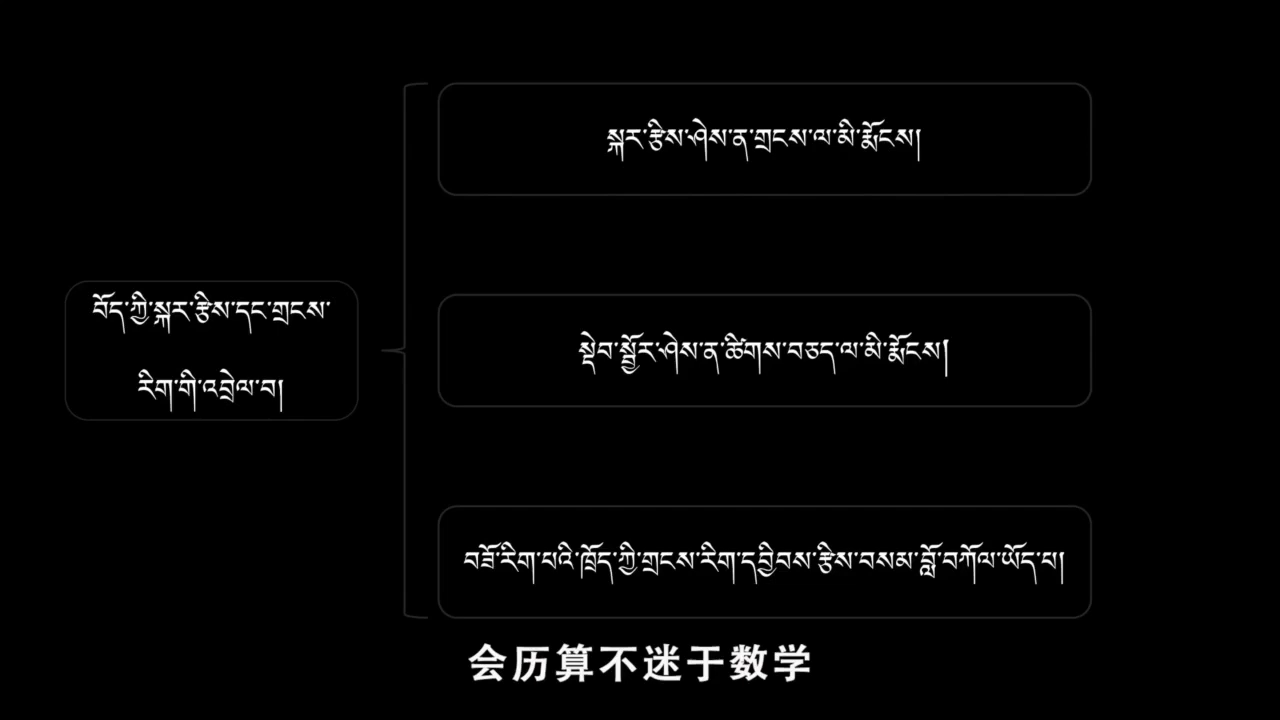 བོད་ཀྱི་སྐར་རྩིས་དང་གྲངས་
རིག་གི་འབྲེལ་བ།
སྐར་རྩིས་ཤེས་ན་གྲངས་ལ་མི་རྨོངས།
སྡེབ་སྦྱོར་ཤེས་ན་ཚིགས་བཅད་ལ་མི་རྨོངས།
བཟོ་རིག་པའི་ཁྲོད་ཀྱི་གྲངས་རིག་དབྱིབས་རྩིས་བསམ་བློ་བཀོལ་ཡོད་པ།
会历算不迷于数学